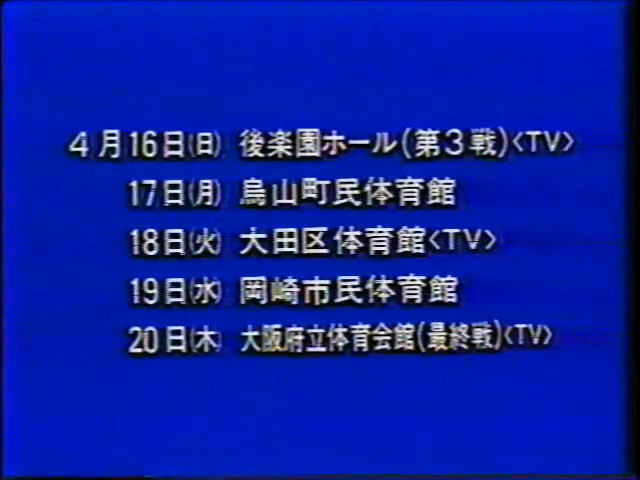 4月16日(日) 後楽園ホール(第3戦)<TV>
17日(月) 烏山町民体育館
18日(火) 大田区体育館<TV>
19日(水) 岡崎市民体育館
20日(木) 大阪府立体育会館(最終戦)<TV>